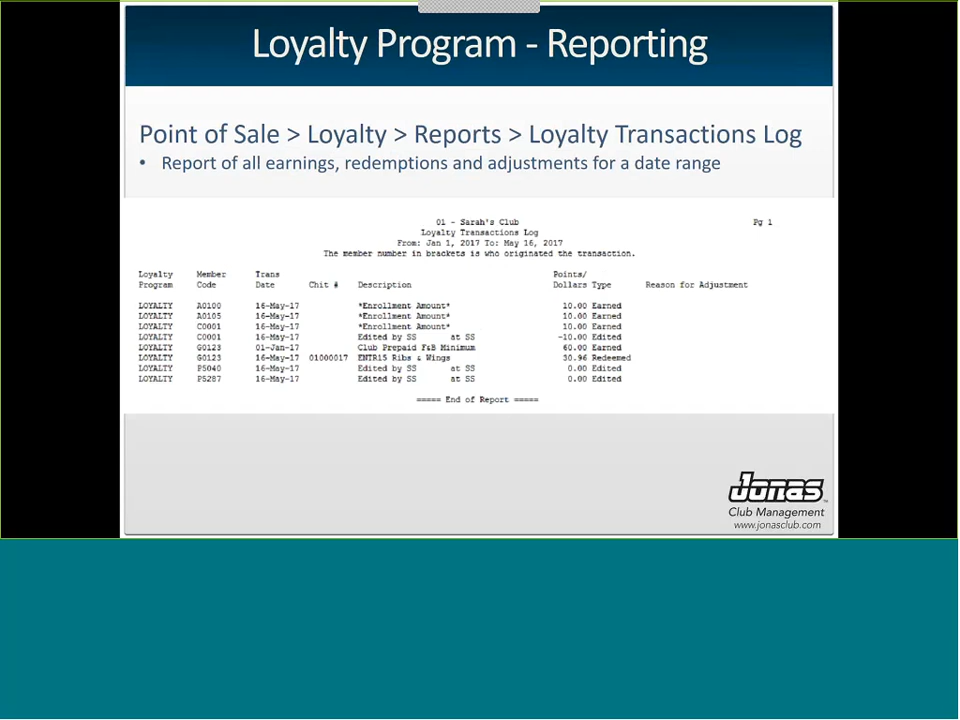 Loyalty Program - Reporting
Point of Sale > Loyalty > Reports > Loyalty Transactions Log
• Report of all earnings, redemptions and adjustments for a date range
01 - Sarah's Club Pg 1
Loyalty Transactions Log
From: Jan 1, 2017 To: May 16, 2017
The member number in brackets is who originated the transaction.
Loyalty Member Trans Points/
Program Code Date Chit # Description Dollars Type Reason for Adjustment
LOYALTY A0100 16-May-17 *Enrollment Amount* 10.00 Earned
LOYALTY A0105 16-May-17 *Enrollment Amount* 10.00 Earned
LOYALTY C0001 16-May-17 *Enrollment Amount* 10.00 Earned
LOYALTY C0001 16-May-17 Edited by SS at SS -10.00 Edited
LOYALTY G0123 01-Jan-17 Club Prepaid F&B Minimum 60.00 Earned
LOYALTY G0123 16-May-17 01000017 ENTR15 Ribs & Wings 30.96 Redeemed
LOYALTY P5040 16-May-17 Edited by SS at SS 0.00 Edited
LOYALTY P5287 16-May-17 Edited by SS at SS 0.00 Edited
===== End of Report =====
Jonas
Club Management
www.jonasclub.com